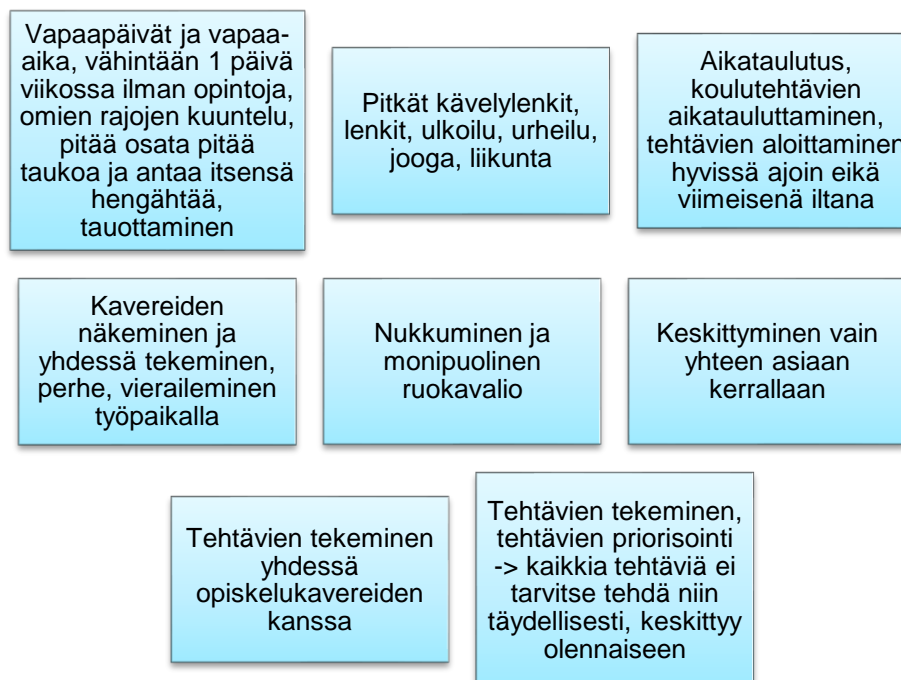 Vapaapäivät ja vapaa-
aika, vähintään 1 päivä
viikossa ilman opintoja,
omien rajojen kuuntelu,
pitää osata pitää
taukoa ja antaa itsensä
hengähtää,
tauottaminen
Pitkät kävelylenkit,
lenkit, ulkoilu, urheilu,
jooga, liikunta
Aikataulutus,
koulutehtävien
aikatauluttaminen,
tehtävien aloittaminen
hyvissä ajoin eikä
viimeisenä iltana
Kavereiden
näkeminen ja
yhdessä tekeminen,
perhe, vieraileminen
työpaikalla
Nukkuminen ja
monipuolinen
ruokavalio
Keskittyminen vain
yhteen asiaan
kerrallaan
Tehtävien tekeminen
yhdessä
opiskelukavereiden
kanssa
Tehtävien tekeminen,
tehtävien priorisointi
-> kaikkia tehtäviä ei
tarvitse tehdä niin
täydellisesti, keskittyy
olennaiseen